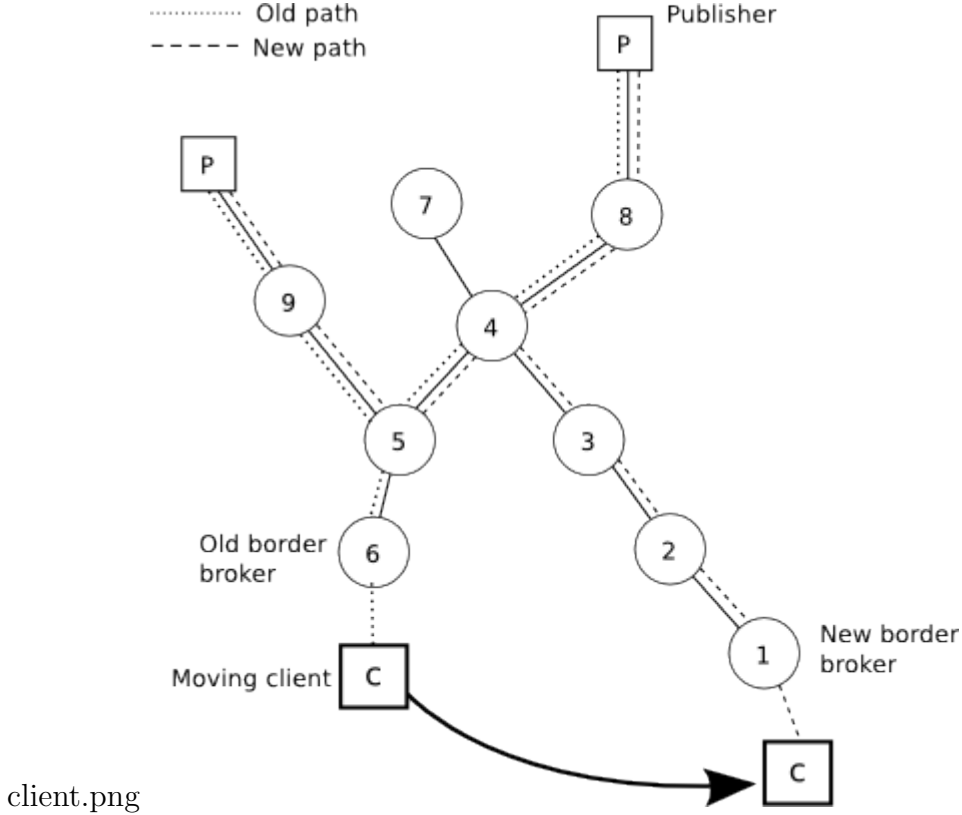 Old path
New path
Publisher
P
P
7
8
9
4
5
3
Old border
broker
6
2
New border
broker
1
Moving client
C
C
client.png